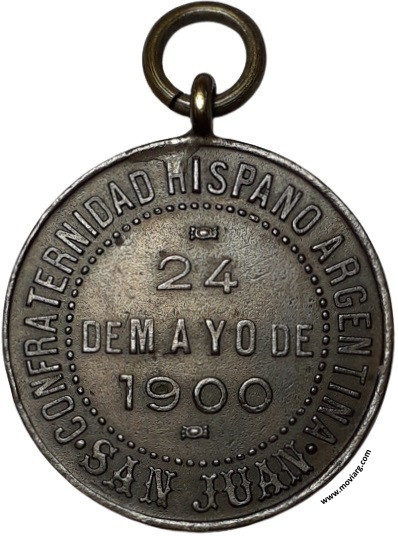 · CONFRATERNIDAD HISPANO ARGENTINA ·
SAN JUAN
24
DE MAYO DE
1900
www.moviarg.com